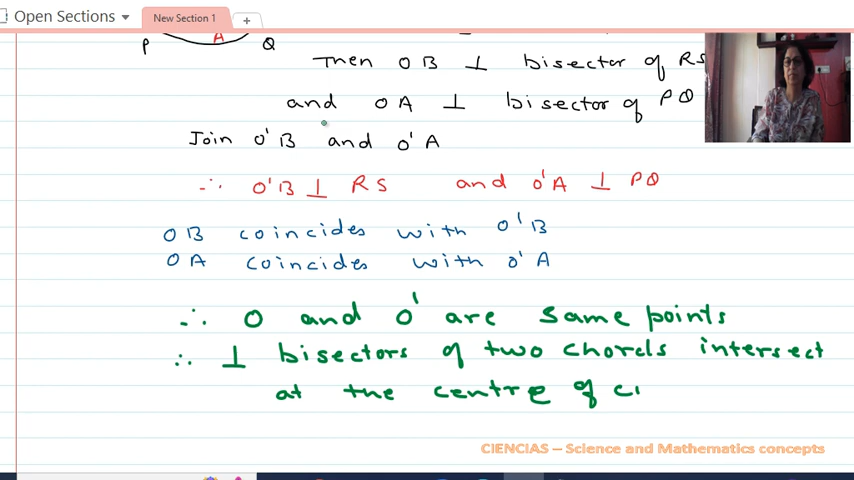 Open Sections
New Section 1
+
P A Q
Then OB ⊥ bisector of RS
and OA ⊥ bisector of PQ
Join O'B and O'A
∴ O'B ⊥ RS and O'A ⊥ PQ
OB coincides with O'B
OA coincides with O'A
∴ O and O' are same points
∴ ⊥ bisectors of two chords intersect
at the centre of ci
CIENCIAS – Science and Mathematics concepts